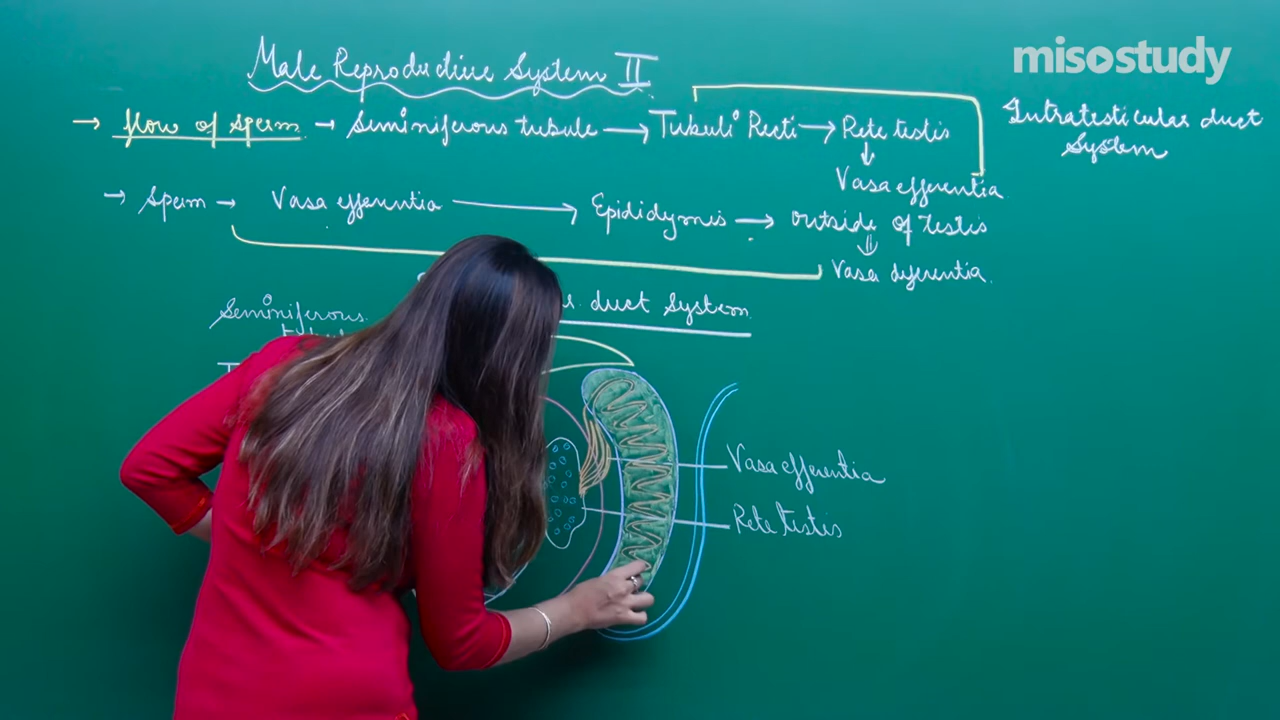 misostudy
Male Reproductive System II
→ flow of sperm → Seminiferous tubule → Tubuli Recti → Rete testis
↓
Vasa efferentia
Intratesticular duct
System
→ Sperm → Vasa efferentia → Epididymis → outside of Testis
⇓
Vasa deferentia.
Seminiferous
duct System
Vasa efferentia
Rete testis